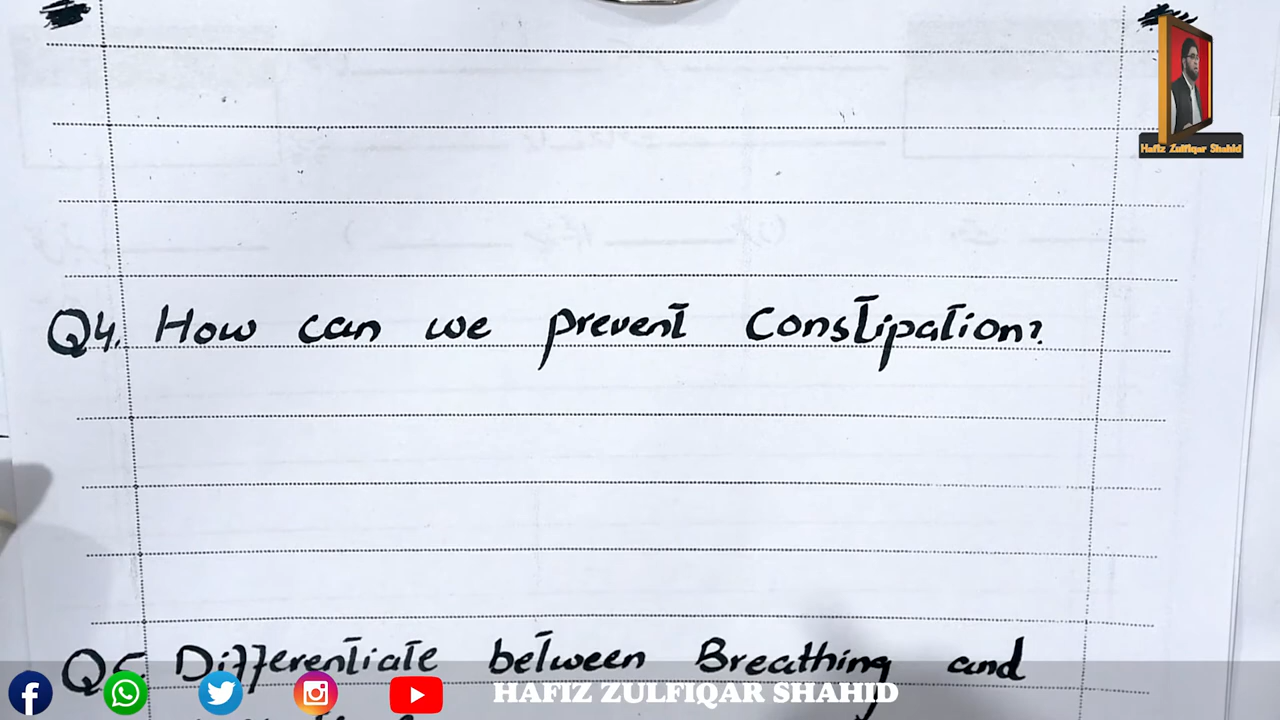 Hafiz Zulfiqar Shahid
Q4. How can we prevent Constipation?
Q5 Differentiate between Breathing and
HAFIZ ZULFIQAR SHAHID